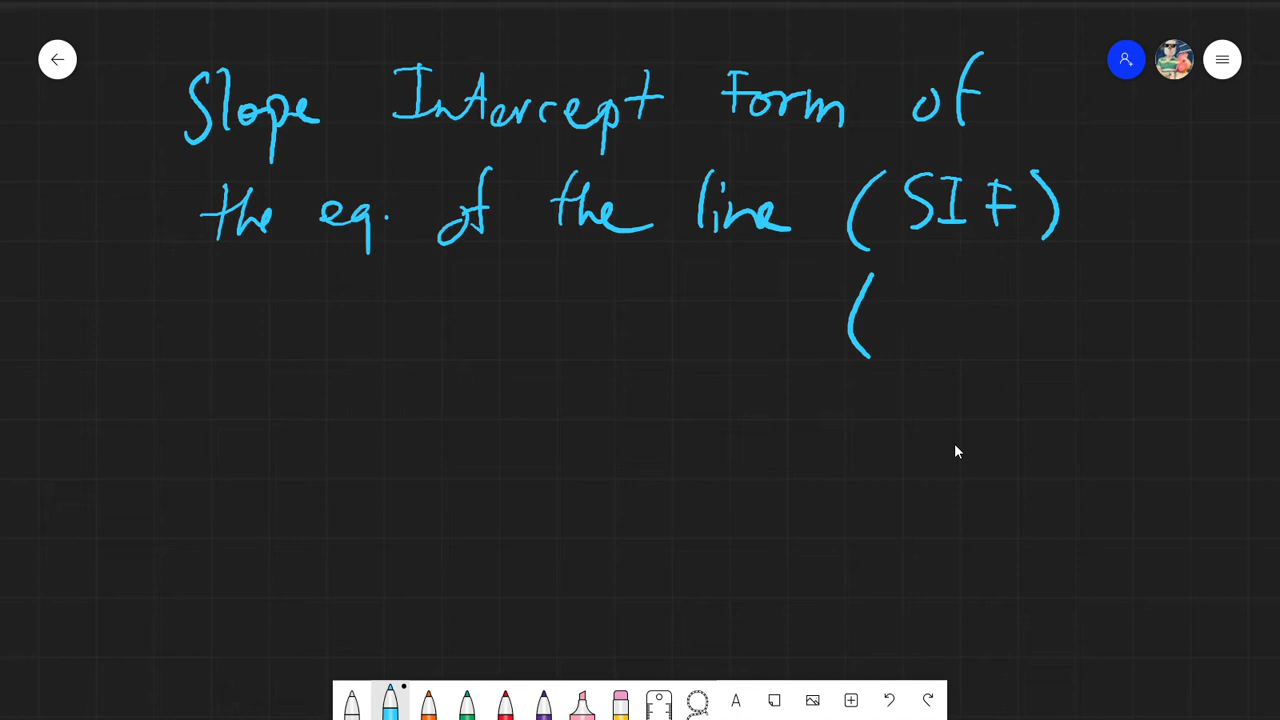 Slope Intercept Form of
the eq. of the line (SIF)
(
A